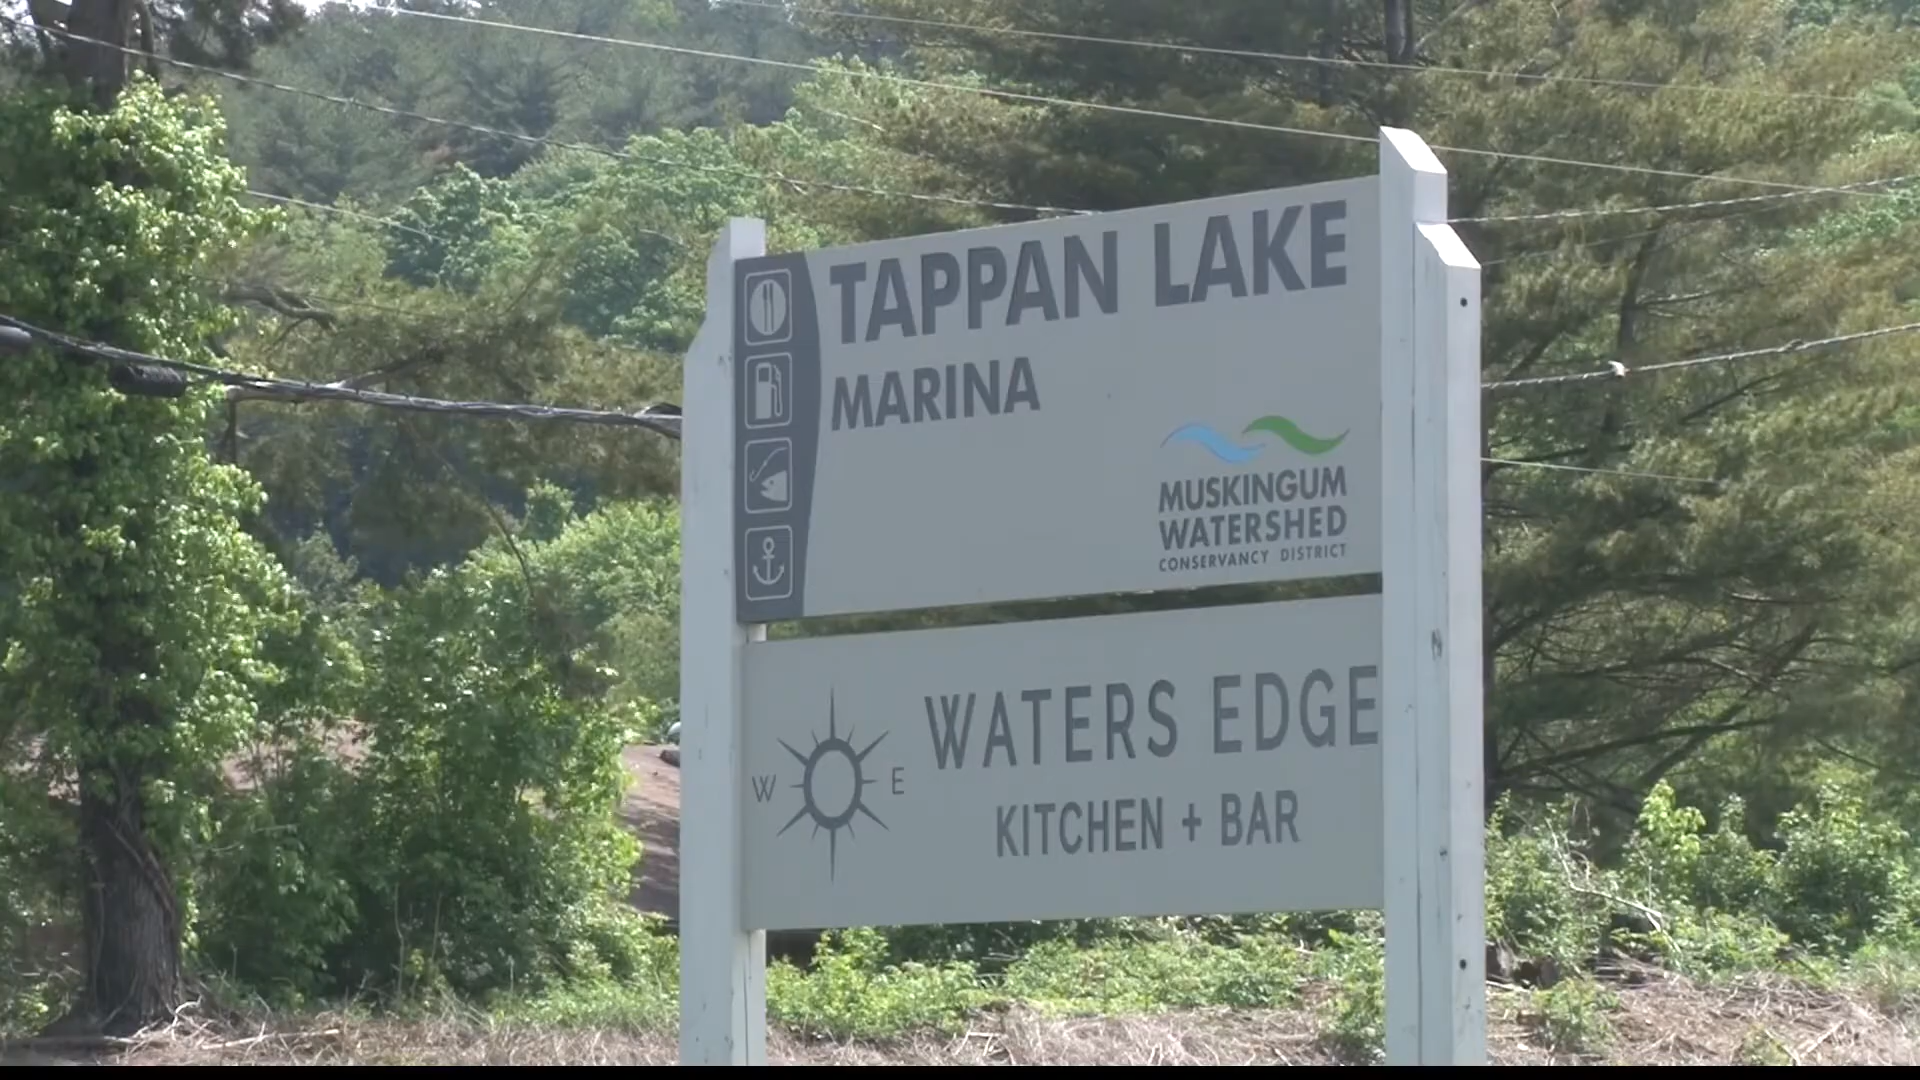 TAPPAN LAKE
MARINA
MUSKINGUM
WATERSHED
CONSERVANCY DISTRICT
W E
WATERS EDGE
KITCHEN + BAR